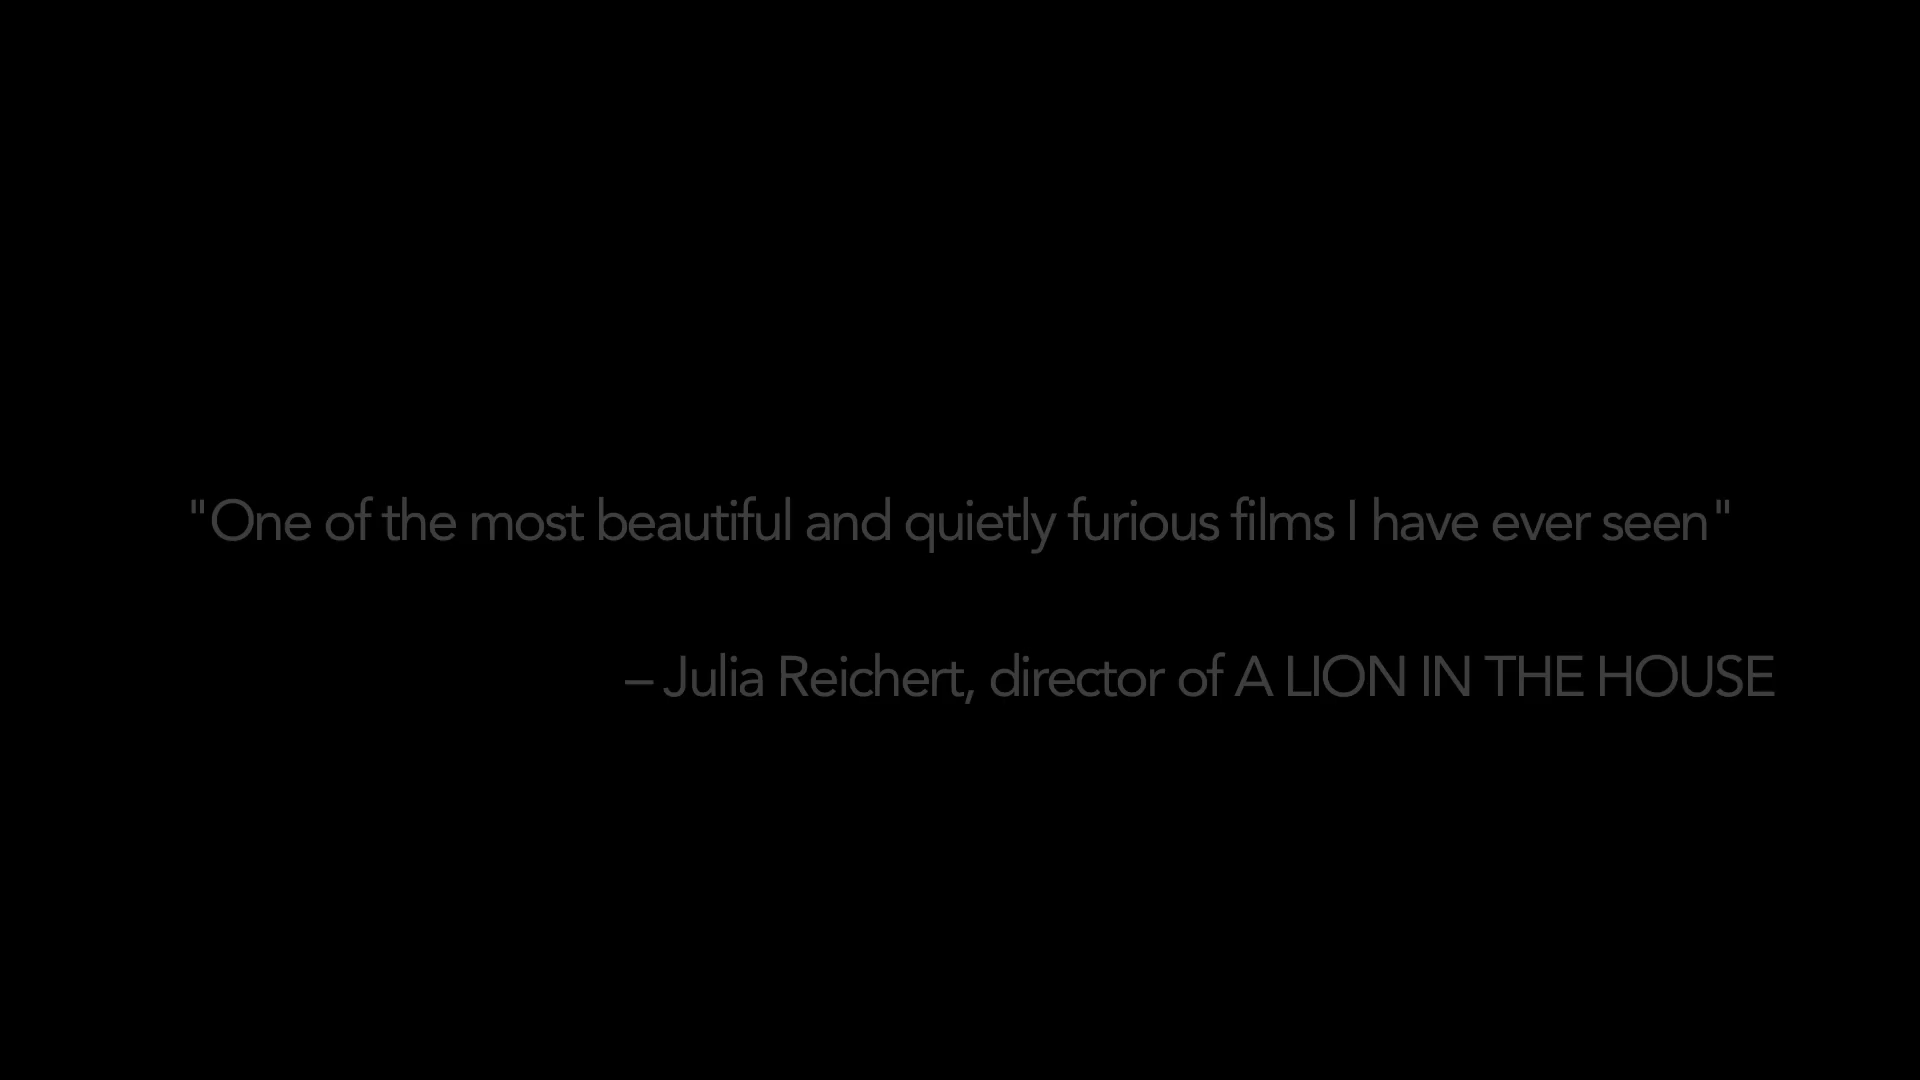 "One of the most beautiful and quietly furious films I have ever seen"
– Julia Reichert, director of A LION IN THE HOUSE